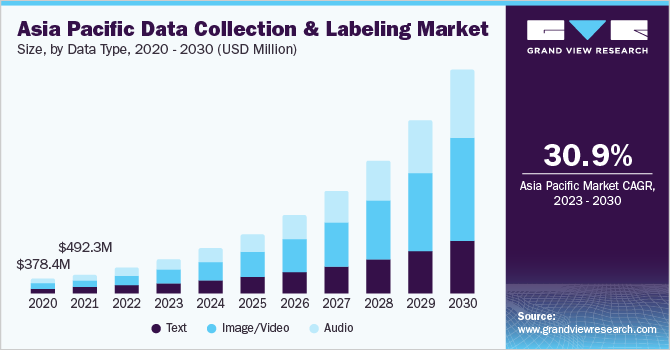 Asia Pacific Data Collection & Labeling Market
Size, by Data Type, 2020 - 2030 (USD Million)
$378.4M
$492.3M
2020 2021 2022 2023 2024 2025 2026 2027 2028 2029 2030
Text Image/Video Audio
GRAND VIEW RESEARCH
30.9%
Asia Pacific Market CAGR,
2023 - 2030
Source:
www.grandviewresearch.com